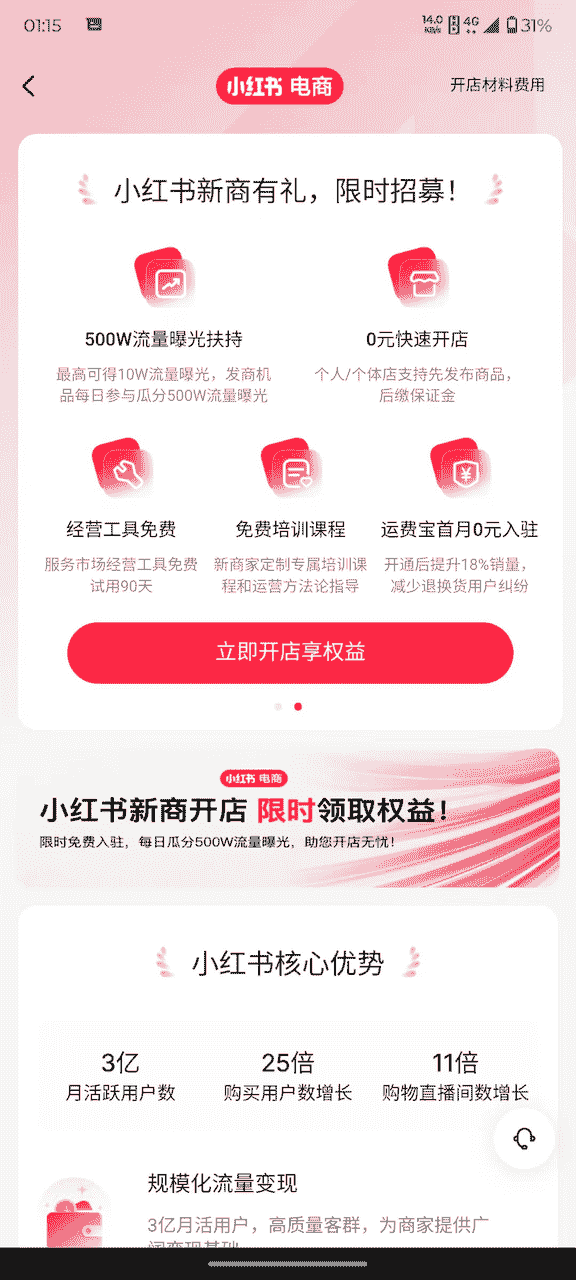 01:15
14.0 KB/s 4G 31%
小红书 电商
开店材料费用
小红书新商有礼，限时招募！
500W流量曝光扶持
0元快速开店
最高可得10W流量曝光，发商机
品每日参与瓜分500W流量曝光
个人/个体店支持先发布商品，
后缴保证金
经营工具免费
免费培训课程
运费宝首月0元入驻
服务市场经营工具免费
试用90天
新商家定制专属培训课
程和运营方法论指导
开通后提升18%销量，
减少退换货用户纠纷
立即开店享权益
小红书 电商
小红书新商开店 限时领取权益！
限时免费入驻，每日瓜分500W流量曝光，助您开店无忧！
小红书核心优势
3亿
25倍
11倍
月活跃用户数
购买用户数增长
购物直播间数增长
规模化流量变现
3亿月活用户，高质量客群，为商家提供广